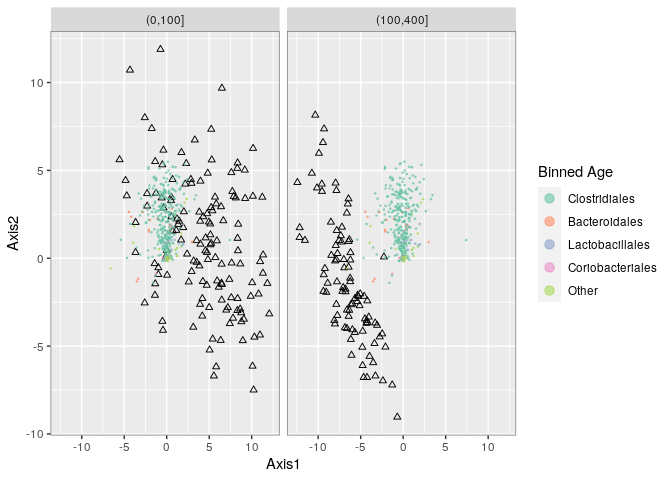 (0,100]
(100,400]
10
5
0
-5
-10
Axis2
-10
-5
0
5
10
-10
-5
0
5
10
Axis1
Binned Age
Clostridiales
Bacteroidales
Lactobacillales
Coriobacteriales
Other